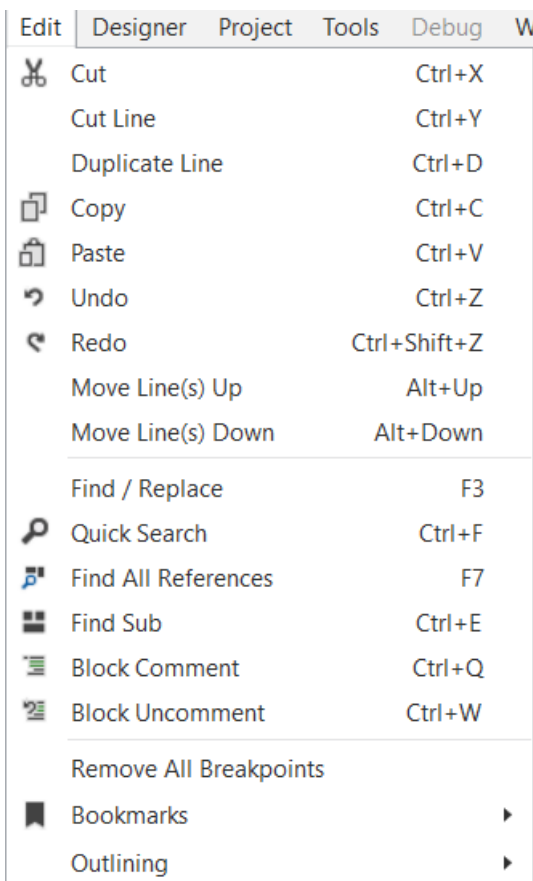 Edit Designer Project Tools Debug W
Cut Ctrl+X
Cut Line Ctrl+Y
Duplicate Line Ctrl+D
Copy Ctrl+C
Paste Ctrl+V
Undo Ctrl+Z
Redo Ctrl+Shift+Z
Move Line(s) Up Alt+Up
Move Line(s) Down Alt+Down
Find / Replace F3
Quick Search Ctrl+F
Find All References F7
Find Sub Ctrl+E
Block Comment Ctrl+Q
Block Uncomment Ctrl+W
Remove All Breakpoints
Bookmarks
Outlining